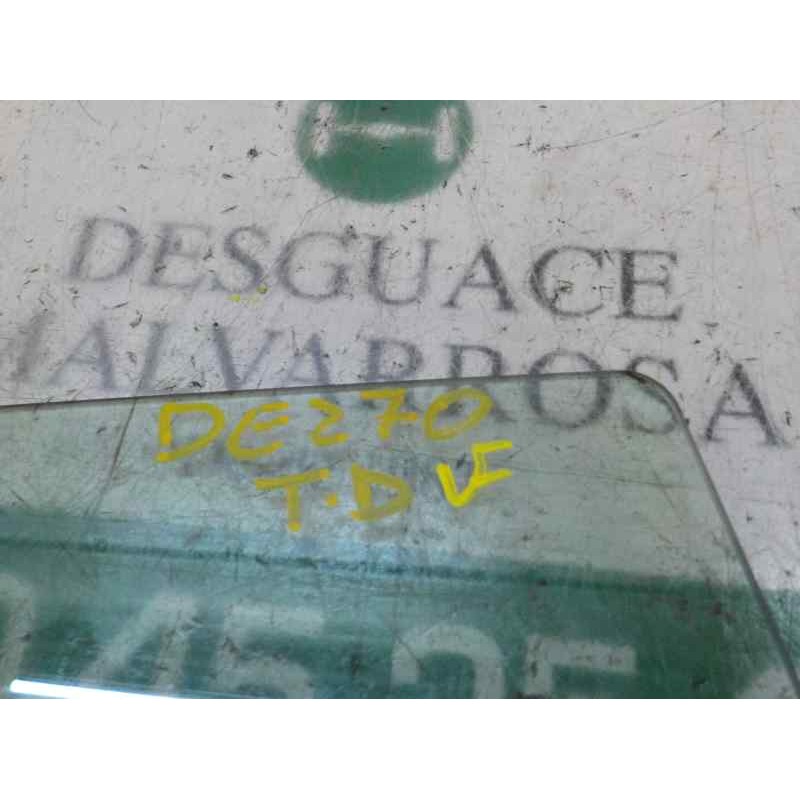 DESGUACE
MALVARROSA
DE270
T.D